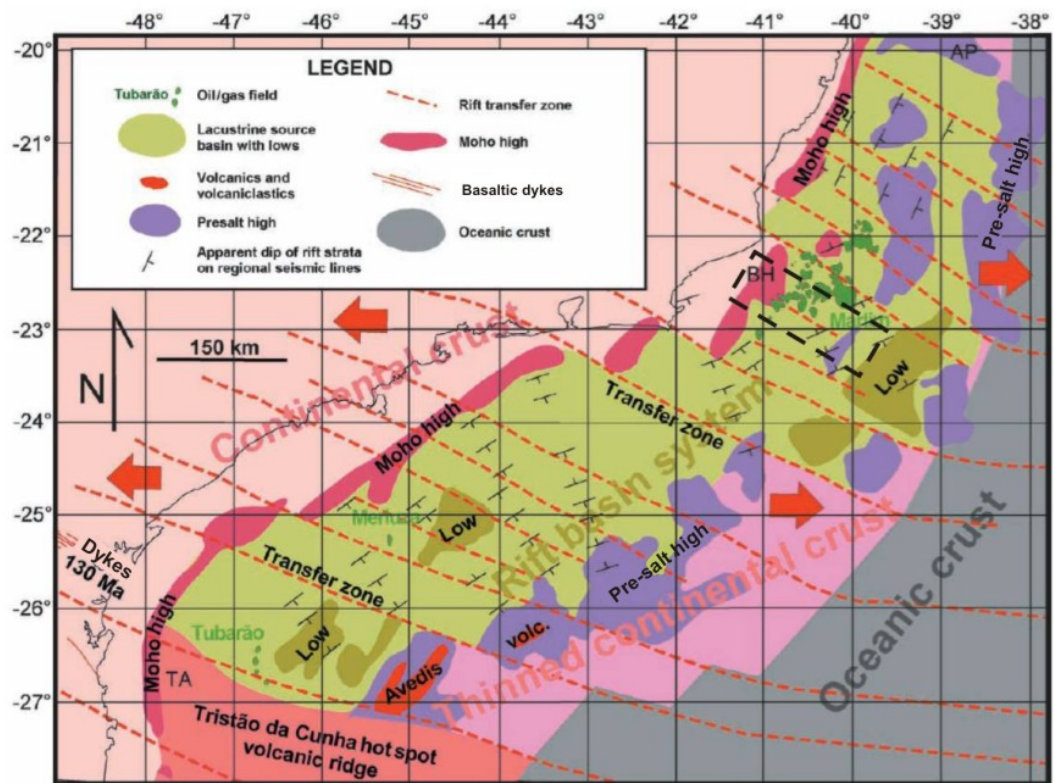 -48° -47° -46° -45° -44° -43° -42° -41° -40° -39° -38°
-20°
-21°
-22°
-23°
-24°
-25°
-26°
-27°
LEGEND
Tubarão Oil/gas field
Lacustrine source
basin with lows
Volcanics and
volcaniclastics
Presalt high
Apparent dip of rift strata
on regional seismic lines
Rift transfer zone
Moho high
Basaltic dykes
Oceanic crust
AP
Moho high
Pre-salt high
BH
Marlim
Low
150 km
N
Continental crust
Moho high
Transfer zone
Rift basin system
Merluza
Low
Transfer zone
Pre-salt high
Thinned continental crust
Oceanic crust
Dykes
130 Ma
Moho high
Tubarão
Low
volc.
Avedis
TA
Tristão da Cunha hot spot
volcanic ridge